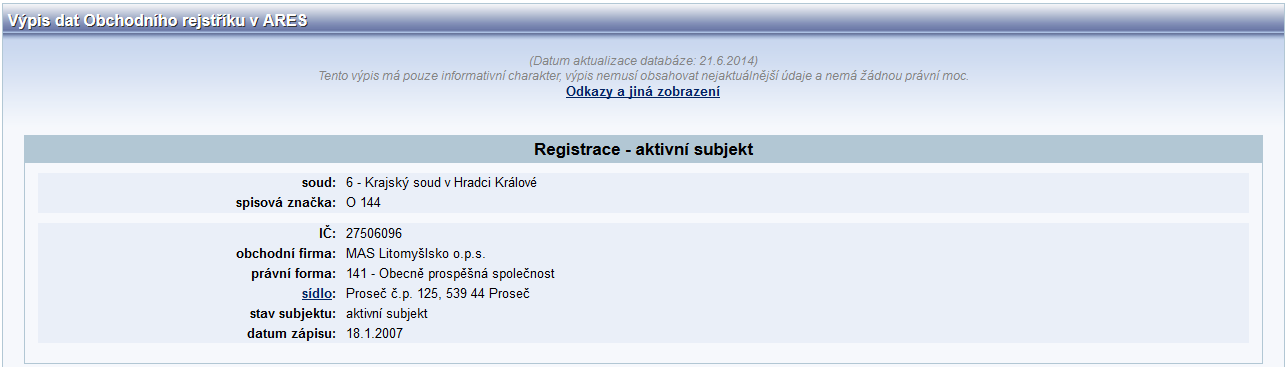 Výpis dat Obchodního rejstříku v ARES
(Datum aktualizace databáze: 21.6.2014)
Tento výpis má pouze informativní charakter, výpis nemusí obsahovat nejaktuálnější údaje a nemá žádnou právní moc.
Odkazy a jiná zobrazení
Registrace - aktivní subjekt
soud: 6 - Krajský soud v Hradci Králové
spisová značka: O 144
IČ: 27506096
obchodní firma: MAS Litomyšlsko o.p.s.
právní forma: 141 - Obecně prospěšná společnost
sídlo: Proseč č.p. 125, 539 44 Proseč
stav subjektu: aktivní subjekt
datum zápisu: 18.1.2007